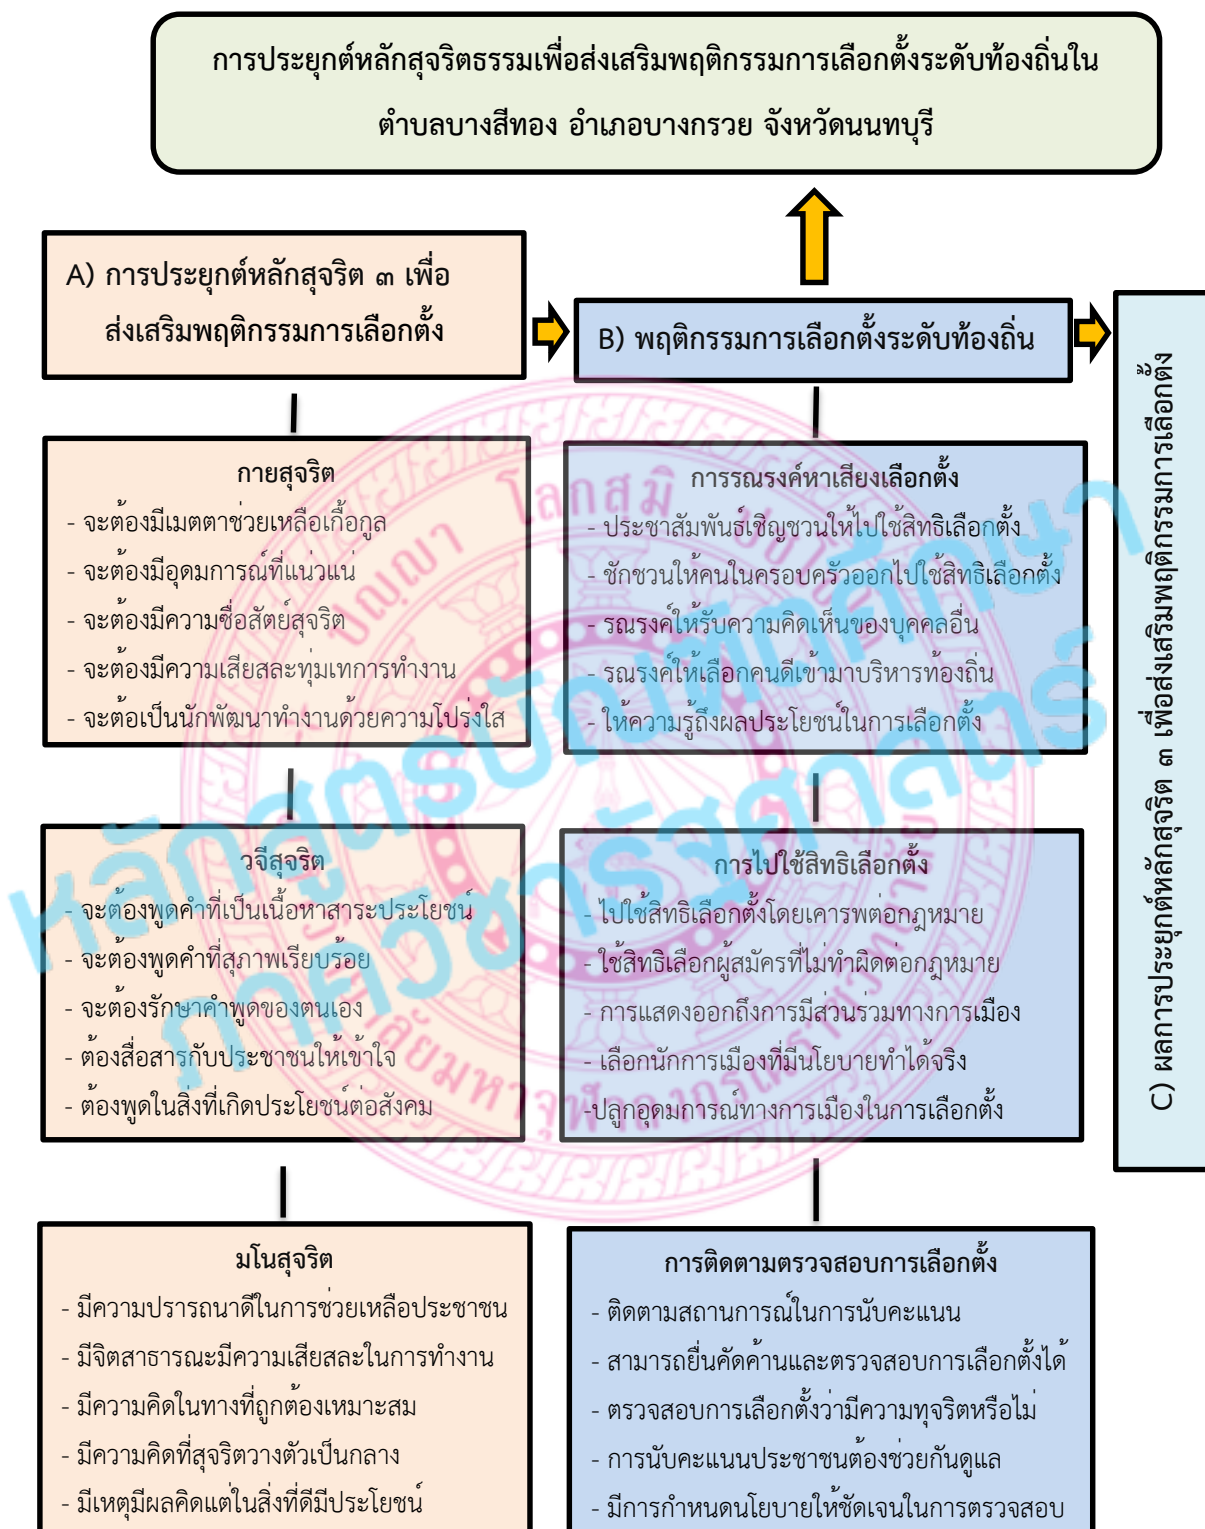 การประยุกต์หลักสุจริตธรรมเพื่อส่งเสริมพฤติกรรมการเลือกตั้งระดับท้องถิ่นใน
ตำบลบางสีทอง อำเภอบางกรวย จังหวัดนนทบุรี
A) การประยุกต์หลักสุจริต ๓ เพื่อ
ส่งเสริมพฤติกรรมการเลือกตั้ง
B) พฤติกรรมการเลือกตั้งระดับท้องถิ่น
C) ผลการประยุกต์หลักสุจริต ๓ เพื่อส่งเสริมพฤติกรรมการเลือกตั้ง
กายสุจริต
- จะต้องมีเมตตาช่วยเหลือเกื้อกูล
- จะต้องมีอุดมการณ์ที่แน่วแน่
- จะต้องมีความซื่อสัตย์สุจริต
- จะต้องมีความเสียสละทุ่มเทการทำงาน
- จะต้อเป็นนักพัฒนาทำงานด้วยความโปร่งใส
การรณรงค์หาเสียงเลือกตั้ง
- ประชาสัมพันธ์เชิญชวนให้ไปใช้สิทธิเลือกตั้ง
- ชักชวนให้คนในครอบครัวออกไปใช้สิทธิเลือกตั้ง
- รณรงค์ให้รับความคิดเห็นของบุคคลอื่น
- รณรงค์ให้เลือกคนดีเข้ามาบริหารท้องถิ่น
- ให้ความรู้ถึงผลประโยชน์ในการเลือกตั้ง
วจีสุจริต
- จะต้องพูดคำที่เป็นเนื้อหาสาระประโยชน์
- จะต้องพูดคำที่สุภาพเรียบร้อย
- จะต้องรักษาคำพูดของตนเอง
- ต้องสื่อสารกับประชาชนให้เข้าใจ
- ต้องพูดในสิ่งที่เกิดประโยชน์ต่อสังคม
การไปใช้สิทธิเลือกตั้ง
- ไปใช้สิทธิเลือกตั้งโดยเคารพต่อกฎหมาย
- ใช้สิทธิเลือกผู้สมัครที่ไม่ทำผิดต่อกฎหมาย
- การแสดงออกถึงการมีส่วนร่วมทางการเมือง
- เลือกนักการเมืองที่มีนโยบายทำได้จริง
-ปลูกอุดมการณ์ทางการเมืองในการเลือกตั้ง
มโนสุจริต
- มีความปรารถนาดีในการช่วยเหลือประชาชน
- มีจิตสาธารณะมีความเสียสละในการทำงาน
- มีความคิดในทางที่ถูกต้องเหมาะสม
- มีความคิดที่สุจริตวางตัวเป็นกลาง
- มีเหตุมีผลคิดแต่ในสิ่งที่ดีมีประโยชน์
การติดตามตรวจสอบการเลือกตั้ง
- ติดตามสถานการณ์ในการนับคะแนน
- สามารถยื่นคัดค้านและตรวจสอบการเลือกตั้งได้
- ตรวจสอบการเลือกตั้งว่ามีความทุจริตหรือไม่
- การนับคะแนนประชาชนต้องช่วยกันดูแล
- มีการกำหนดนโยบายให้ชัดเจนในการตรวจสอบ
หลักสูตรบัณฑิตศึกษา
ภาควิชารัฐศาสตร์
ปญฺญา โลกสฺมิ ปชฺโชโต